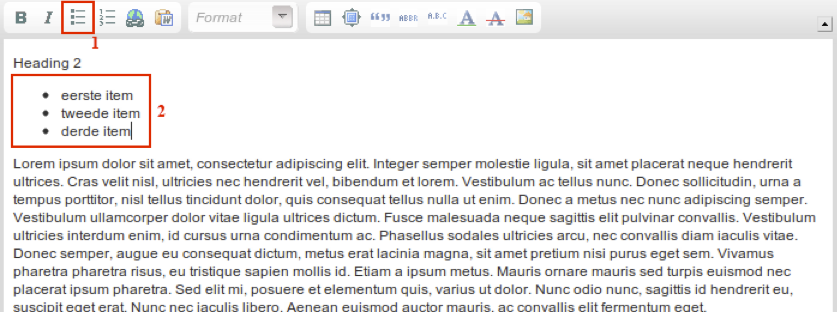 B I Format ABBR A.B.C A A
1
Heading 2
• eerste item
• tweede item 2
• derde item
Lorem ipsum dolor sit amet, consectetur adipiscing elit. Integer semper molestie ligula, sit amet placerat neque hendrerit
ultrices. Cras velit nisl, ultricies nec hendrerit vel, bibendum et lorem. Vestibulum ac tellus nunc. Donec sollicitudin, urna a
tempus porttitor, nisl tellus tincidunt dolor, quis consequat tellus nulla ut enim. Donec a metus nec nunc adipiscing semper.
Vestibulum ullamcorper dolor vitae ligula ultrices dictum. Fusce malesuada neque sagittis elit pulvinar convallis. Vestibulum
ultricies interdum enim, id cursus urna condimentum ac. Phasellus sodales ultricies arcu, nec convallis diam iaculis vitae.
Donec semper, augue eu consequat dictum, metus erat lacinia magna, sit amet pretium nisi purus eget sem. Vivamus
pharetra pharetra risus, eu tristique sapien mollis id. Etiam a ipsum metus. Mauris ornare mauris sed turpis euismod nec
placerat ipsum pharetra. Sed elit mi, posuere et elementum quis, varius ut dolor. Nunc odio nunc, sagittis id hendrerit eu,
suscipit eget erat. Nunc nec iaculis libero. Aenean euismod auctor mauris, ac convallis elit fermentum eget.